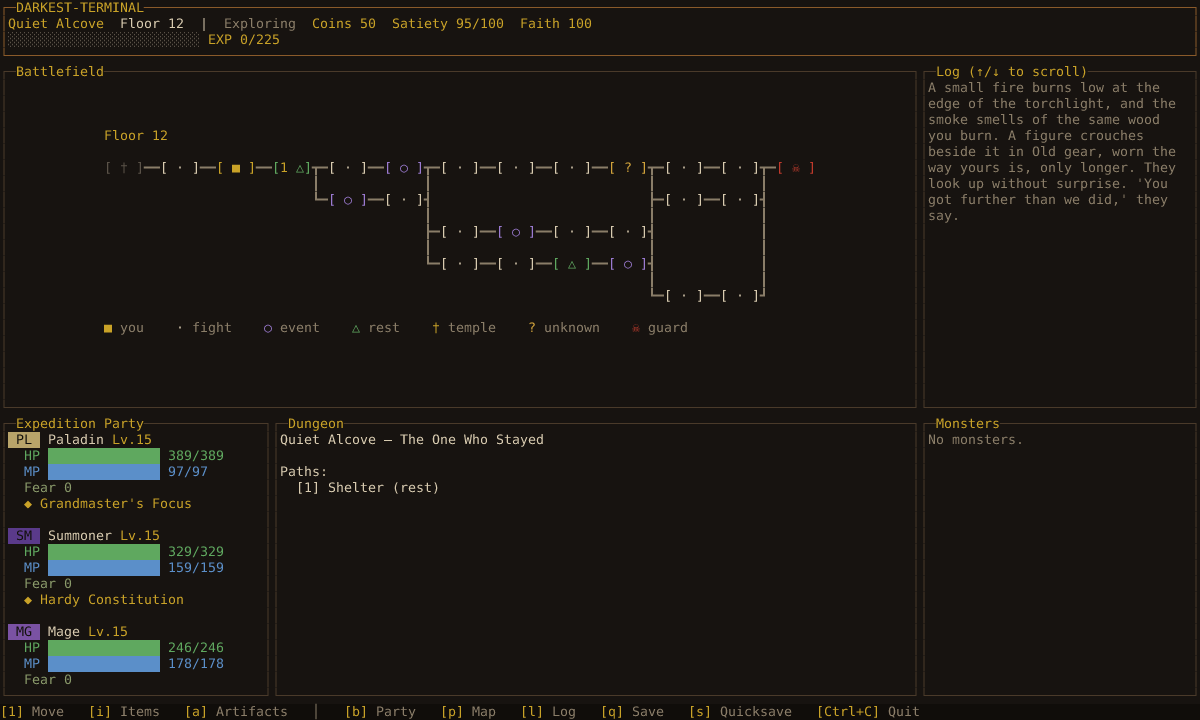 DARKEST-TERMINAL
Quiet Alcove  Floor 12  |  Exploring  Coins 50  Satiety 95/100  Faith 100
EXP 0/225
Battlefield
Floor 12
[ † ]──[ · ]──[ ■ ]──[1 △]┬─[ · ]──[ ○ ]┬─[ · ]──[ · ]──[ · ]──[ ? ]┬─[ · ]──[ · ]┬─[ ☠ ]
└─[ ○ ]──[ · ]┤ ├─[ · ]──[ · ]┤
├─[ · ]──[ ○ ]──[ · ]──[ · ]┤
└─[ · ]──[ · ]──[ △ ]──[ ○ ]┤
└─[ · ]──[ · ]┘
■ you  · fight  ○ event  △ rest  † temple  ? unknown  ☠ guard
Log (↑/↓ to scroll)
A small fire burns low at the
edge of the torchlight, and the
smoke smells of the same wood
you burn. A figure crouches
beside it in Old gear, worn the
way yours is, only longer. They
look up without surprise. 'You
got further than we did,' they
say.
Expedition Party
PL Paladin Lv.15
HP 389/389
MP 97/97
Fear 0
◆ Grandmaster's Focus
SM Summoner Lv.15
HP 329/329
MP 159/159
Fear 0
◆ Hardy Constitution
MG Mage Lv.15
HP 246/246
MP 178/178
Fear 0
Dungeon
Quiet Alcove — The One Who Stayed
Paths:
[1] Shelter (rest)
Monsters
No monsters.
[1] Move  [i] Items  [a] Artifacts  │  [b] Party  [p] Map  [l] Log  [q] Save  [s] Quicksave  [Ctrl+C] Quit